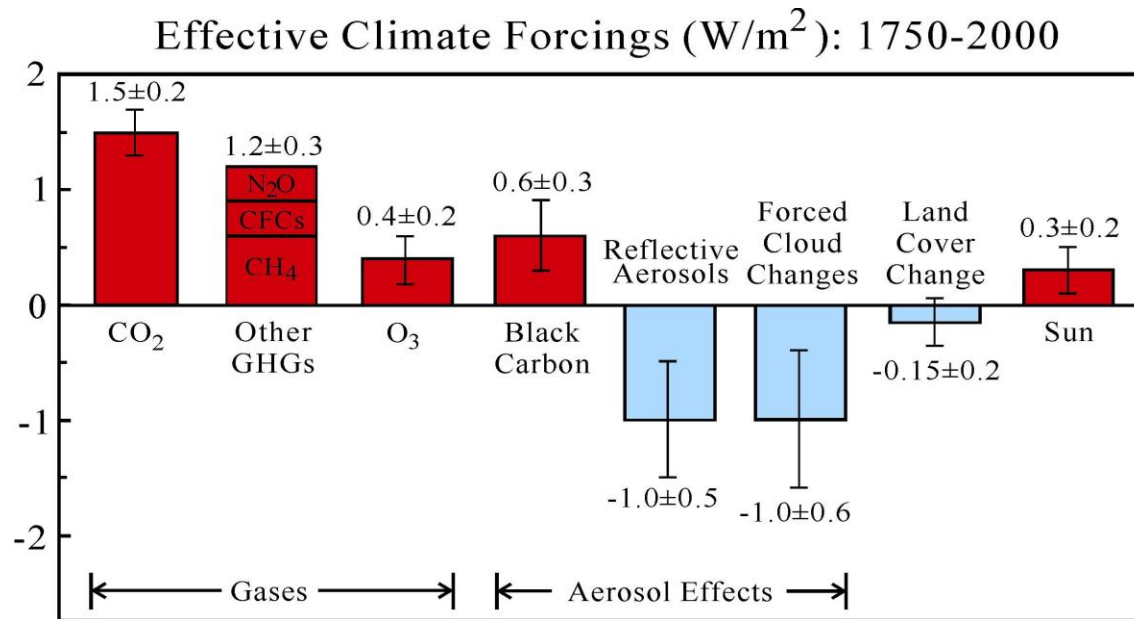 Effective Climate Forcings (W/m²): 1750-2000
2
1
0
-1
-2
1.5±0.2
1.2±0.3
N₂O
CFCs
CH₄
0.4±0.2
0.6±0.3
Reflective
Aerosols
Forced
Cloud
Changes
Land
Cover
Change
0.3±0.2
CO₂
Other
GHGs
O₃
Black
Carbon
-1.0±0.5
-1.0±0.6
-0.15±0.2
Sun
Gases
Aerosol Effects